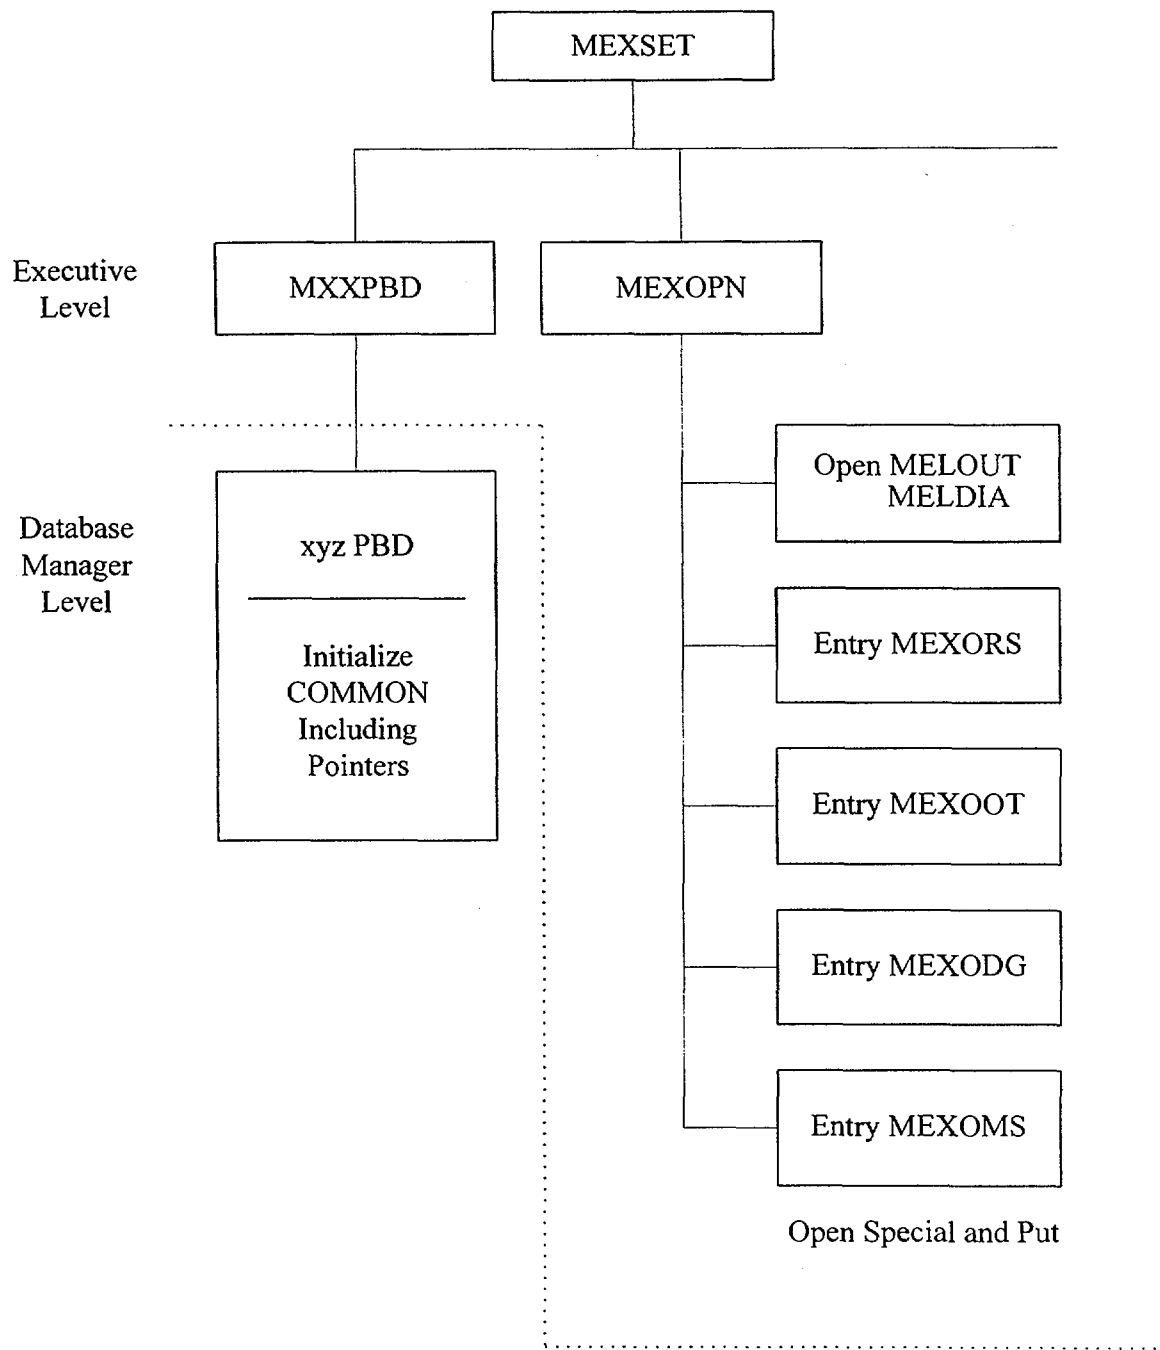 MEXSET
Executive
Level
MXXPBD
MEXOPN
Open MELOUT
MELDIA
Database
Manager
Level
xyz PBD
Initialize
COMMON
Including
Pointers
Entry MEXORS
Entry MEXOOT
Entry MEXODG
Entry MEXOMS
Open Special and Put